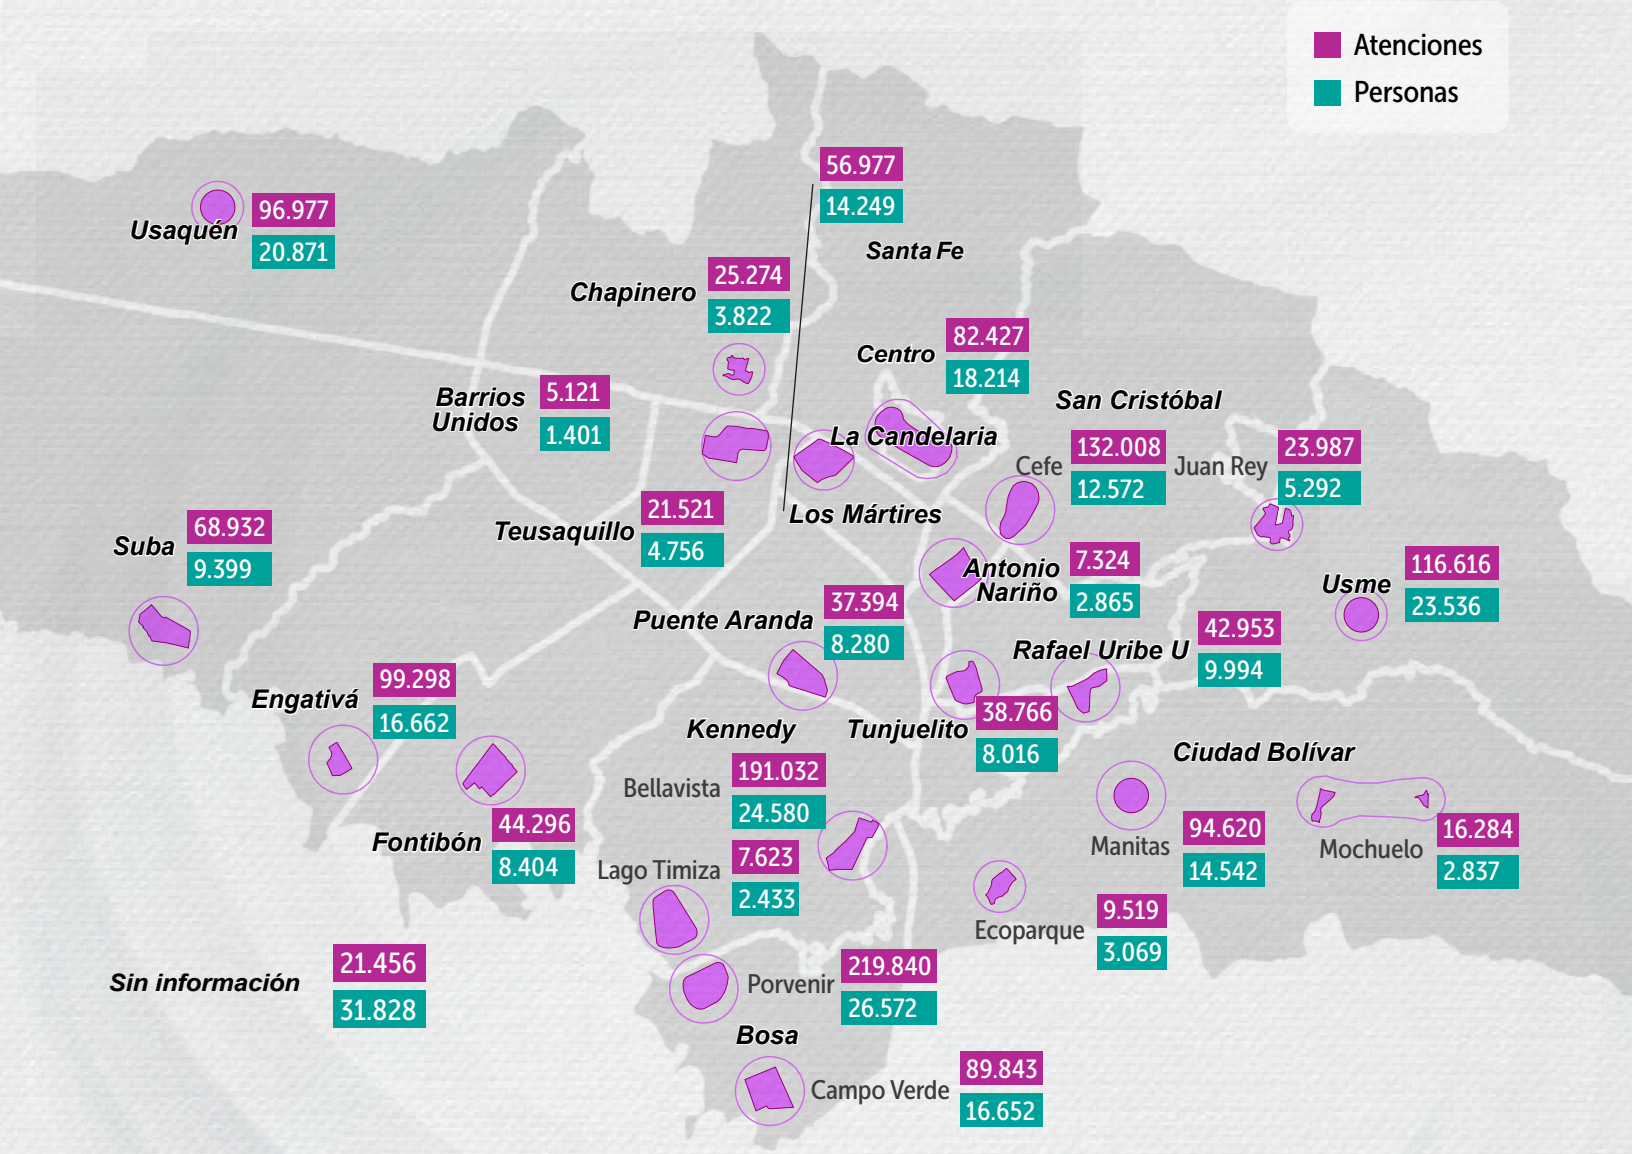 Atenciones
Personas
56.977
14.249
Santa Fe
Usaquén
96.977
20.871
Chapinero
25.274
3.822
Centro
82.427
18.214
Barrios
Unidos
5.121
1.401
San Cristóbal
La Candelaria
Cefe
132.008
12.572
Juan Rey
23.987
5.292
Los Mártires
Teusaquillo
21.521
4.756
Suba
68.932
9.399
Antonio
Nariño
7.324
2.865
Usme
116.616
23.536
Puente Aranda
37.394
8.280
Rafael Uribe U
42.953
9.994
Engativá
99.298
16.662
Kennedy
Tunjuelito
38.766
8.016
Ciudad Bolívar
Bellavista
191.032
24.580
Fontibón
44.296
8.404
Lago Timiza
7.623
2.433
Manitas
94.620
14.542
Mochuelo
16.284
2.837
Ecoparque
9.519
3.069
Sin información
21.456
31.828
Porvenir
219.840
26.572
Bosa
Campo Verde
89.843
16.652